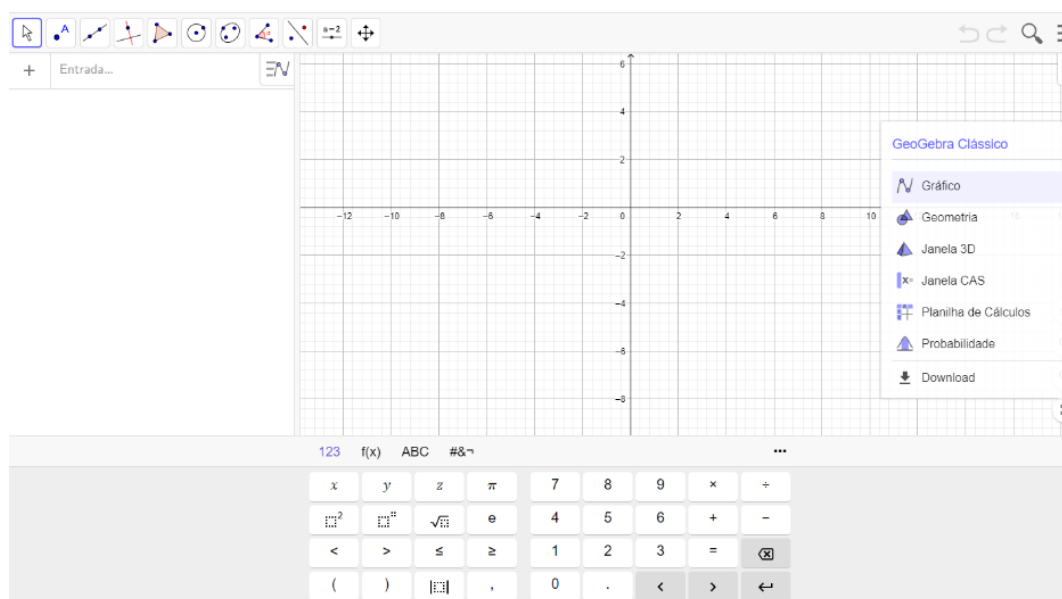 A
a=2
+ Entrada...
6
4
2
-12 -10 -8 -6 -4 -2 0 2 4 6 8 10
-2
-4
-6
-8
GeoGebra Clássico
Gráfico
Geometria
Janela 3D
x= Janela CAS
Planilha de Cálculos
Probabilidade
Download
123 f(x) ABC #&¬ ...
x y z π 7 8 9 × ÷
2 √ e 4 5 6 + −
< > ≤ ≥ 1 2 3 =
( ) | | , 0 . < >